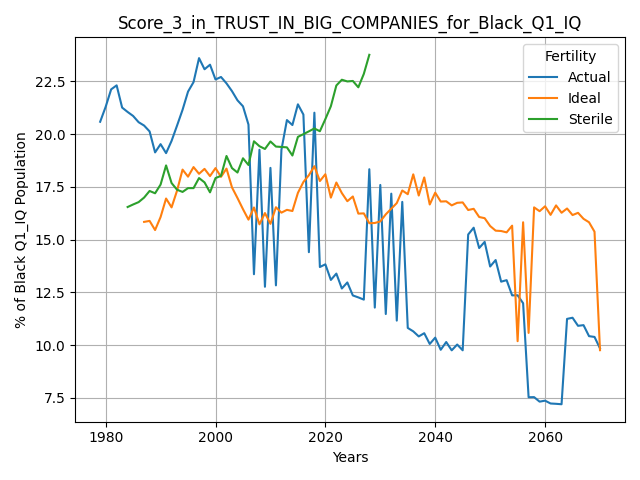 Score_3_in_TRUST_IN_BIG_COMPANIES_for_Black_Q1_IQ
Fertility
Actual
Ideal
Sterile
% of Black Q1_IQ Population
22.5
20.0
17.5
15.0
12.5
10.0
7.5
1980 2000 2020 2040 2060
Years